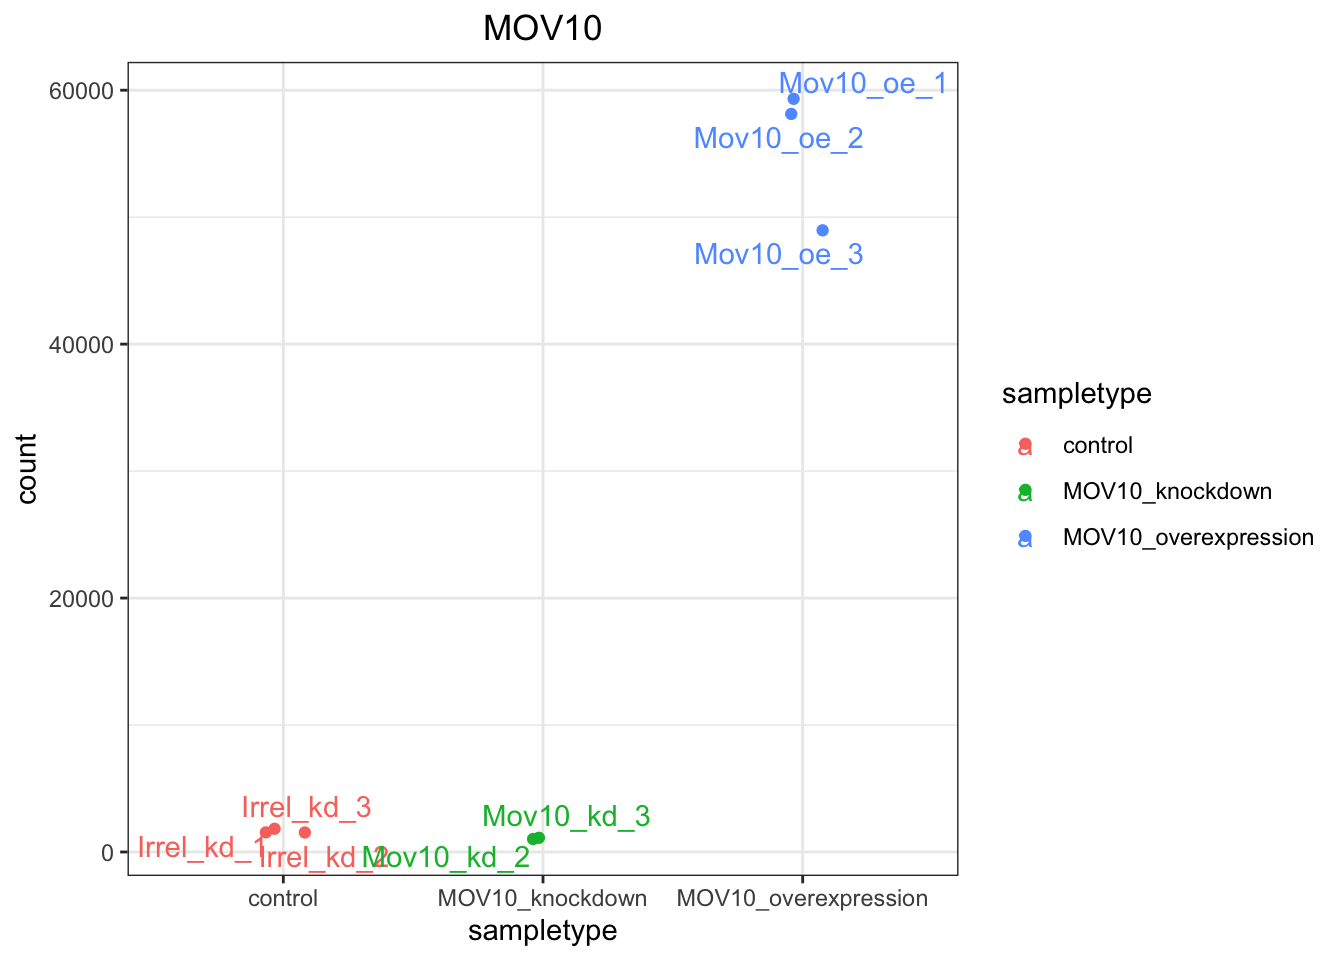 MOV10
60000
40000
20000
0
count
Mov10_oe_1
Mov10_oe_2
Mov10_oe_3
Irrel_kd_3
Irrel_kd_1
Irrel_kd_2
Mov10_kd_3
Mov10_kd_2
control
MOV10_knockdown
MOV10_overexpression
sampletype
sampletype
a control
a MOV10_knockdown
a MOV10_overexpression